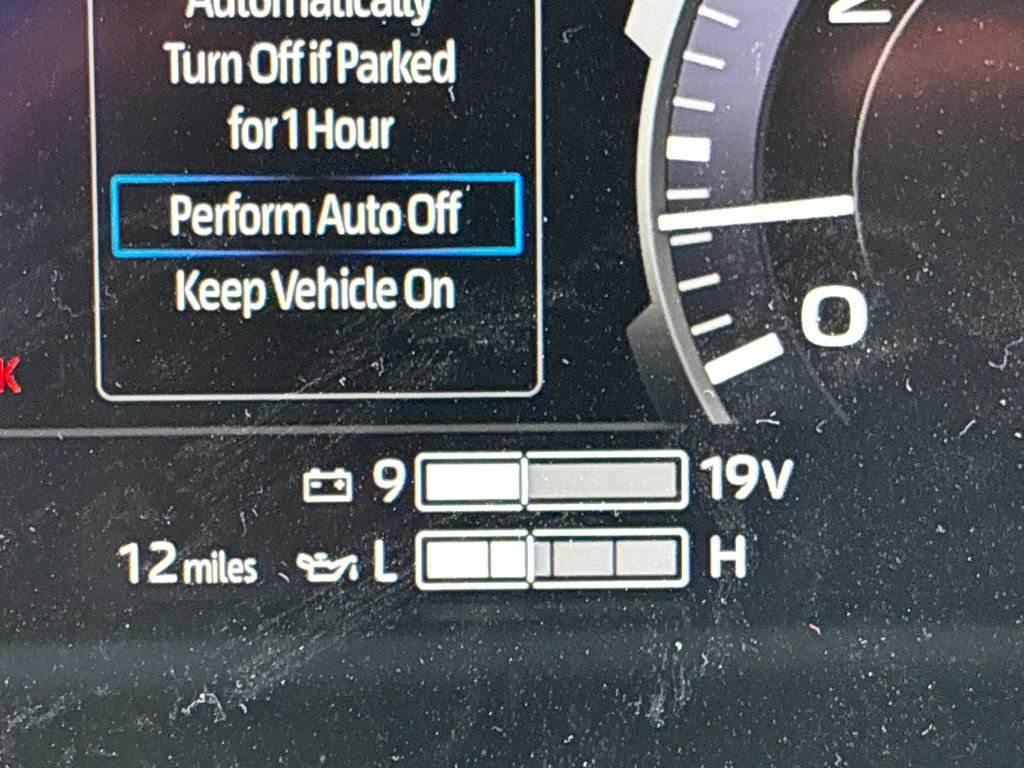 Automatically
Turn Off if Parked
for 1 Hour
Perform Auto Off
Keep Vehicle On
2
0
K
9 19V
12 miles L H